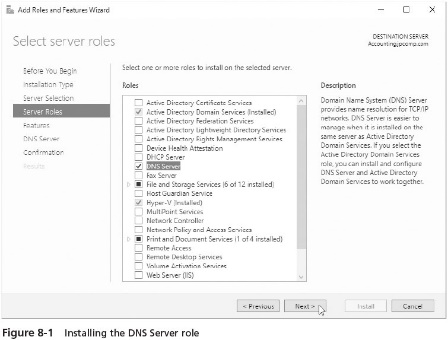 Add Roles and Features Wizard
Select server roles
DESTINATION SERVER
Accounting.jpcomp.com
Before You Begin
Installation Type
Server Selection
Server Roles
Features
DNS Server
Confirmation
Results
Select one or more roles to install on the selected server.
Roles
Active Directory Certificate Services
Active Directory Domain Services (Installed)
Active Directory Federation Services
Active Directory Lightweight Directory Services
Active Directory Rights Management Services
Device Health Attestation
DHCP Server
DNS Server
Fax Server
File and Storage Services (6 of 12 installed)
Host Guardian Service
Hyper-V (Installed)
MultiPoint Services
Network Controller
Network Policy and Access Services
Print and Document Services (1 of 4 installed)
Remote Access
Remote Desktop Services
Volume Activation Services
Web Server (IIS)
Description
Domain Name System (DNS) Server
provides name resolution for TCP/IP
networks. DNS Server is easier to
manage when it is installed on the
same server as Active Directory
Domain Services. If you select the
Active Directory Domain Services
role, you can install and configure
DNS Server and Active Directory
Domain Services to work together.
< Previous
Next >
Install
Cancel
Figure 8-1 Installing the DNS Server role